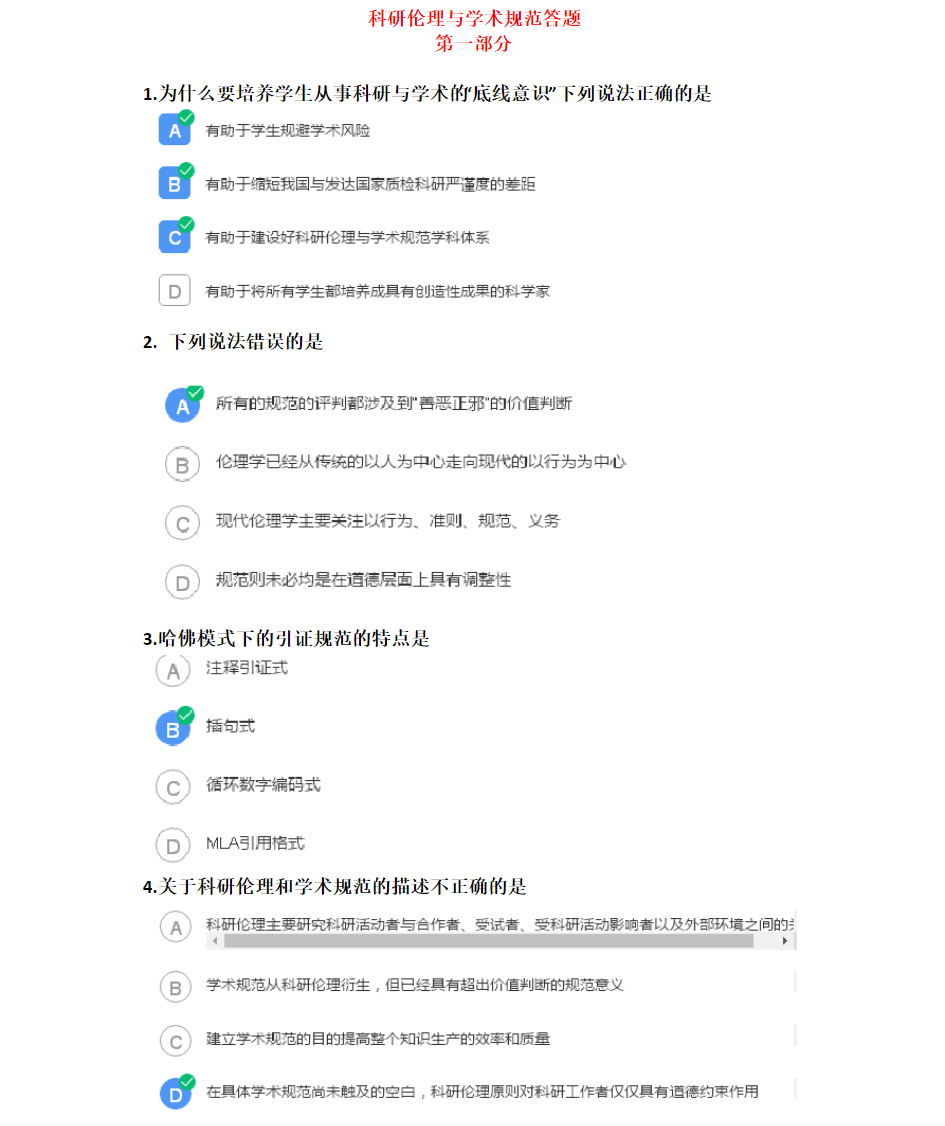 科研伦理与学术规范答题
第一部分
1.为什么要培养学生从事科研与学术的“底线意识”下列说法正确的是
A 有助于学生规避学术风险
B 有助于缩短我国与发达国家质检科研严谨度的差距
C 有助于建设好科研伦理与学术规范学科体系
D 有助于将所有学生都培养成具有创造性成果的科学家
2. 下列说法错误的是
A 所有的规范的评判都涉及到"善恶正邪"的价值判断
B 伦理学已经从传统的以人为中心走向现代的以行为为中心
C 现代伦理学主要关注以行为、准则、规范、义务
D 规范则未必均是在道德层面上具有调整性
3.哈佛模式下的引证规范的特点是
A 注释引证式
B 插句式
C 循环数字编码式
D MLA引用格式
4.关于科研伦理和学术规范的描述不正确的是
A 科研伦理主要研究科研活动者与合作者、受试者、受科研活动影响者以及外部环境之间的
B 学术规范从科研伦理衍生，但已经具有超出价值判断的规范意义
C 建立学术规范的目的提高整个知识生产的效率和质量
D 在具体学术规范尚未触及的空白，科研伦理原则对科研工作者仅仅具有道德约束作用